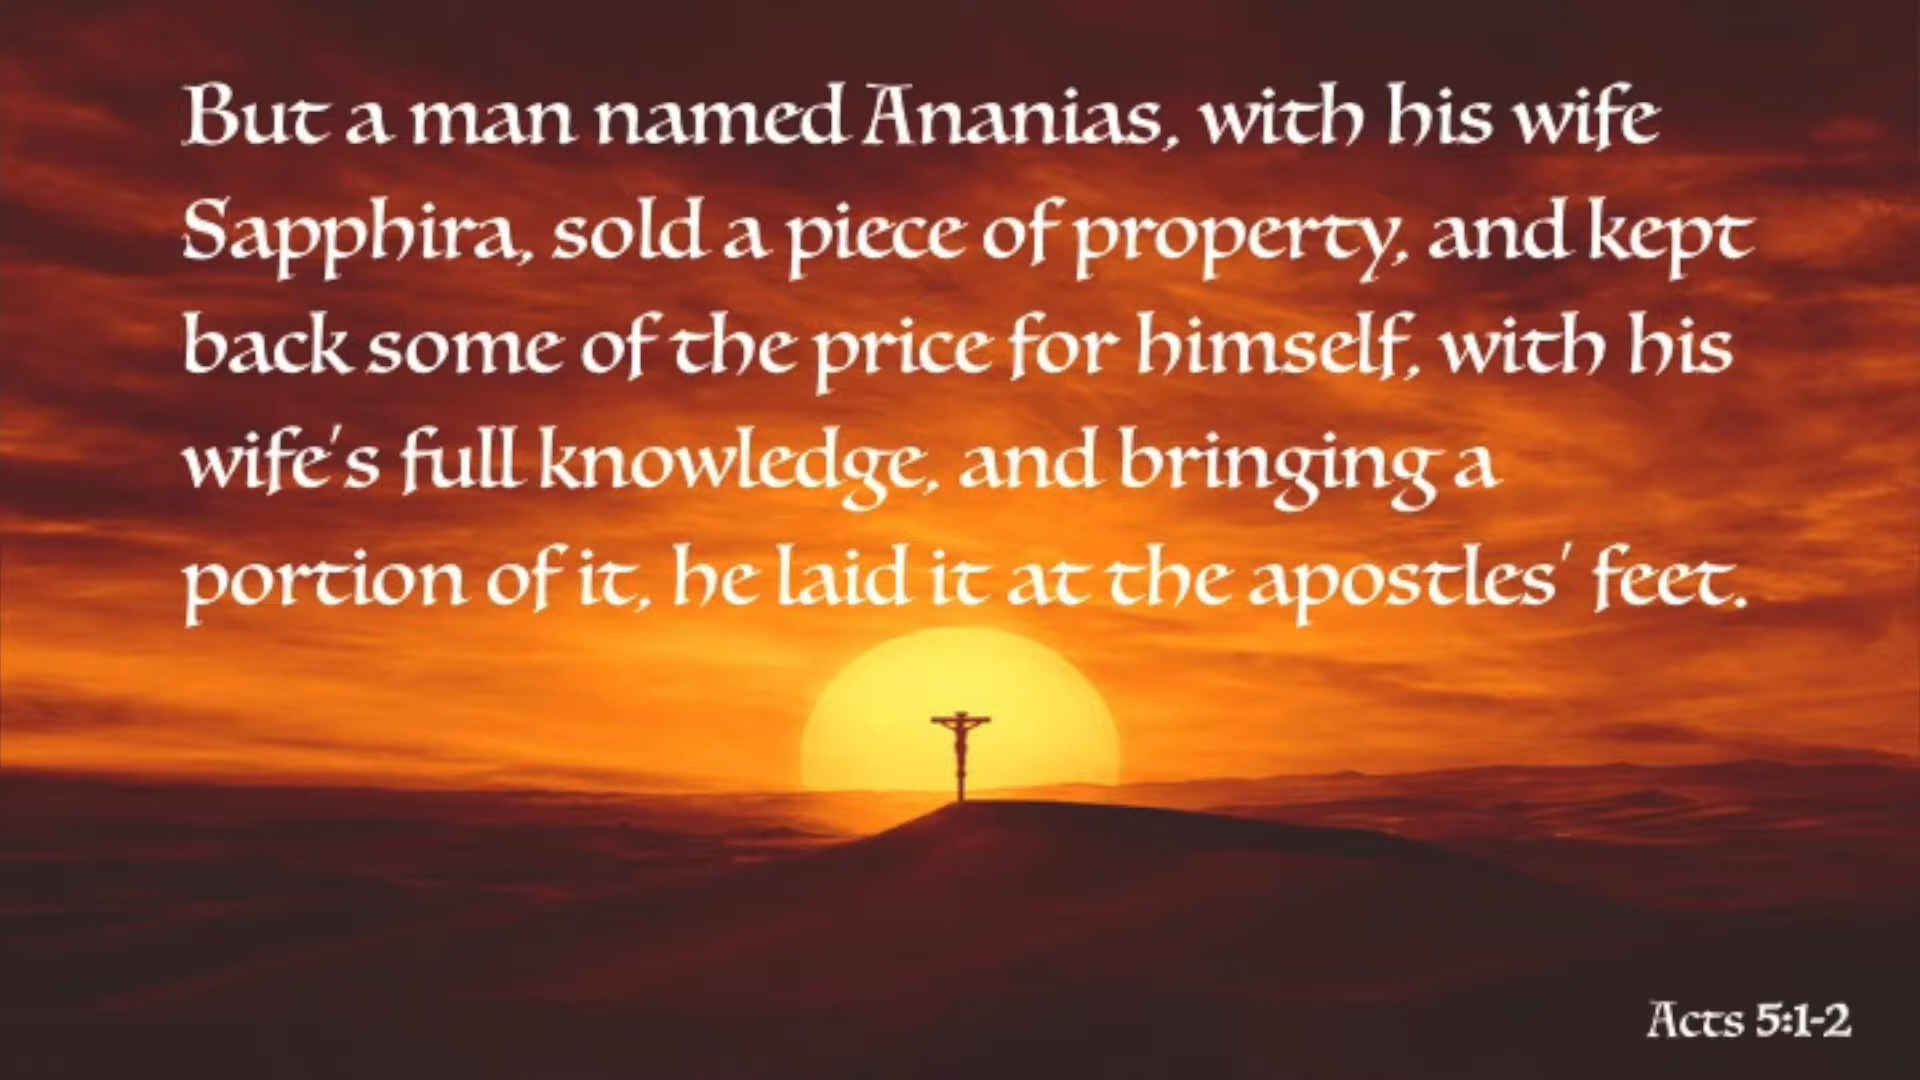 But a man named Ananias, with his wife
Sapphira, sold a piece of property, and kept
back some of the price for himself, with his
wife's full knowledge, and bringing a
portion of it, he laid it at the apostles' feet.
Acts 5:1-2